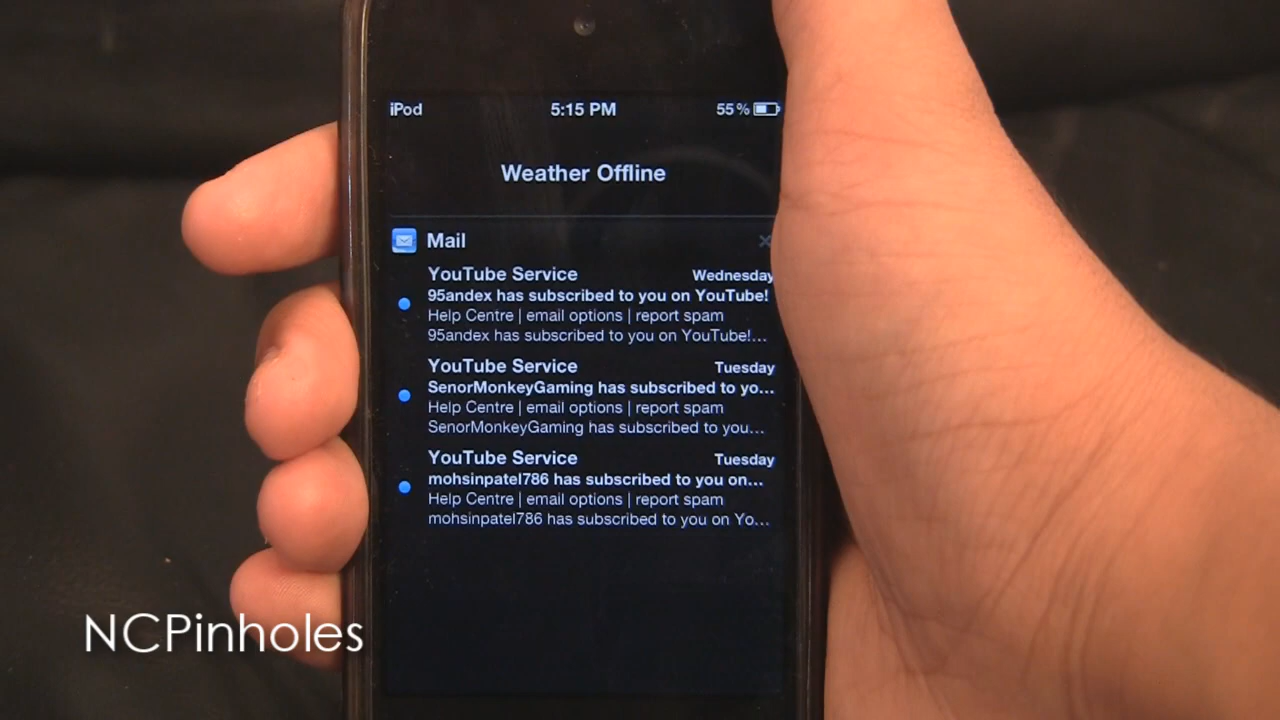 iPod 5:15 PM 55%
Weather Offline
Mail
YouTube Service Wednesday
95andex has subscribed to you on YouTube!
Help Centre | email options | report spam
95andex has subscribed to you on YouTube!...
YouTube Service Tuesday
SenorMonkeyGaming has subscribed to yo...
Help Centre | email options | report spam
SenorMonkeyGaming has subscribed to you...
YouTube Service Tuesday
mohsinpatel786 has subscribed to you on...
Help Centre | email options | report spam
mohsinpatel786 has subscribed to you on Yo...
NCPinholes